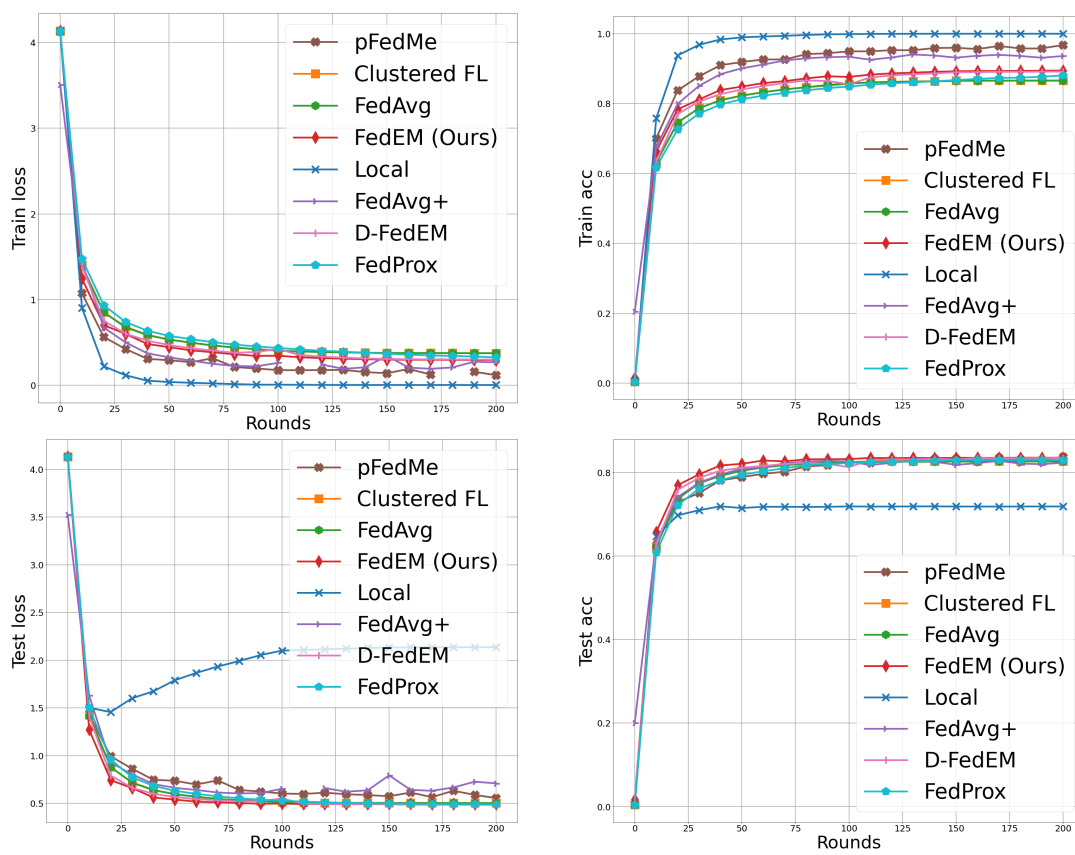 4
3
2
1
0
Train loss
0
25
50
75
100
125
150
175
200
Rounds
pFedMe
Clustered FL
FedAvg
FedEM (Ours)
Local
FedAvg+
D-FedEM
FedProx
1.0
0.8
0.6
0.4
0.2
0.0
Train acc
0
25
50
75
100
125
150
175
200
Rounds
pFedMe
Clustered FL
FedAvg
FedEM (Ours)
Local
FedAvg+
D-FedEM
FedProx
4.0
3.5
3.0
2.5
2.0
1.5
1.0
0.5
Test loss
0
25
50
75
100
125
150
175
200
Rounds
pFedMe
Clustered FL
FedAvg
FedEM (Ours)
Local
FedAvg+
D-FedEM
FedProx
0.8
0.6
0.4
0.2
0.0
Test acc
0
25
50
75
100
125
150
175
200
Rounds
pFedMe
Clustered FL
FedAvg
FedEM (Ours)
Local
FedAvg+
D-FedEM
FedProx